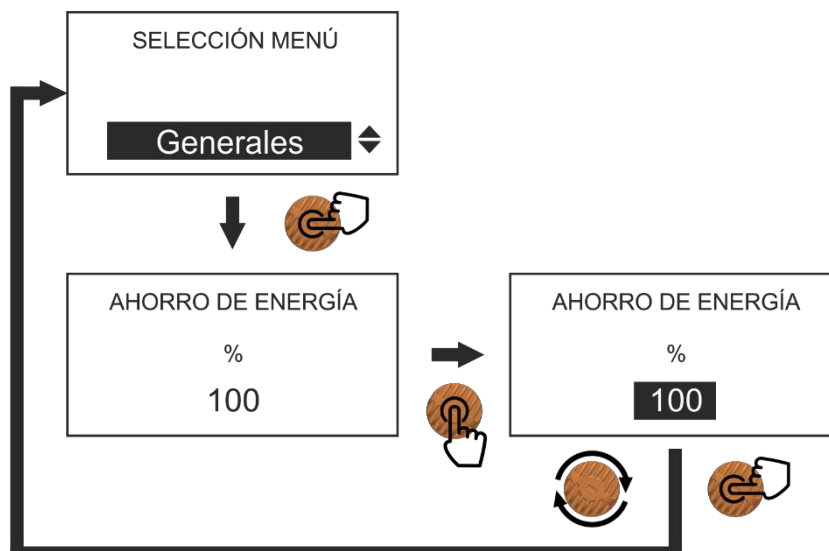 SELECCIÓN MENÚ
Generales
AHORRO DE ENERGÍA
%
100
AHORRO DE ENERGÍA
%
100